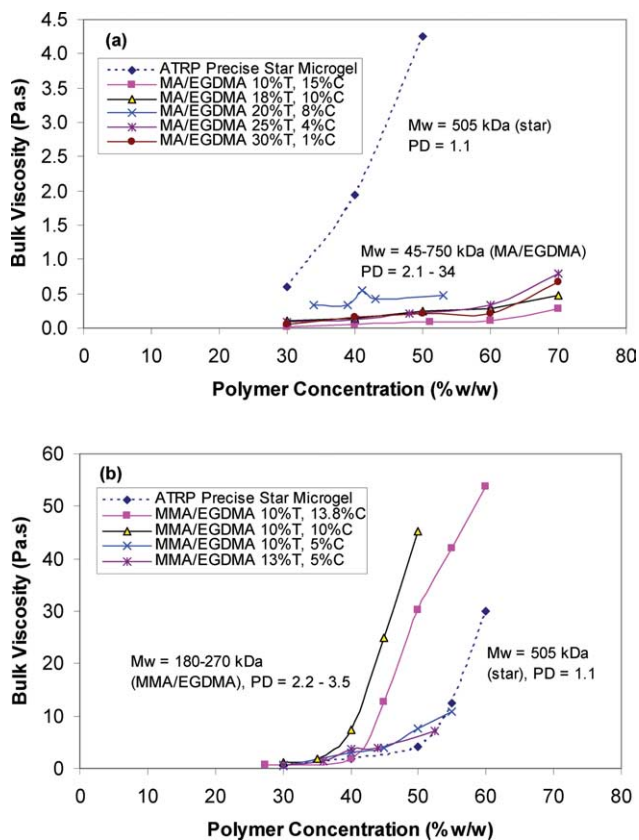 (a)
ATRP Precise Star Microgel
MA/EGDMA 10%T, 15%C
MA/EGDMA 18%T, 10%C
MA/EGDMA 20%T, 8%C
MA/EGDMA 25%T, 4%C
MA/EGDMA 30%T, 1%C
Mw = 505 kDa (star)
PD = 1.1
Mw = 45-750 kDa (MA/EGDMA)
PD = 2.1 - 34
Bulk Viscosity (Pa.s)
4.5
4.0
3.5
3.0
2.5
2.0
1.5
1.0
0.5
0.0
0 10 20 30 40 50 60 70 80
Polymer Concentration (%w/w)
(b)
ATRP Precise Star Microgel
MMA/EGDMA 10%T, 13.8%C
MMA/EGDMA 10%T, 10%C
MMA/EGDMA 10%T, 5%C
MMA/EGDMA 13%T, 5%C
Mw = 180-270 kDa
(MMA/EGDMA), PD = 2.2 - 3.5
Mw = 505 kDa
(star), PD = 1.1
Bulk Viscosity (Pa.s)
60
50
40
30
20
10
0
0 10 20 30 40 50 60 70 80
Polymer Concentration (%w/w)